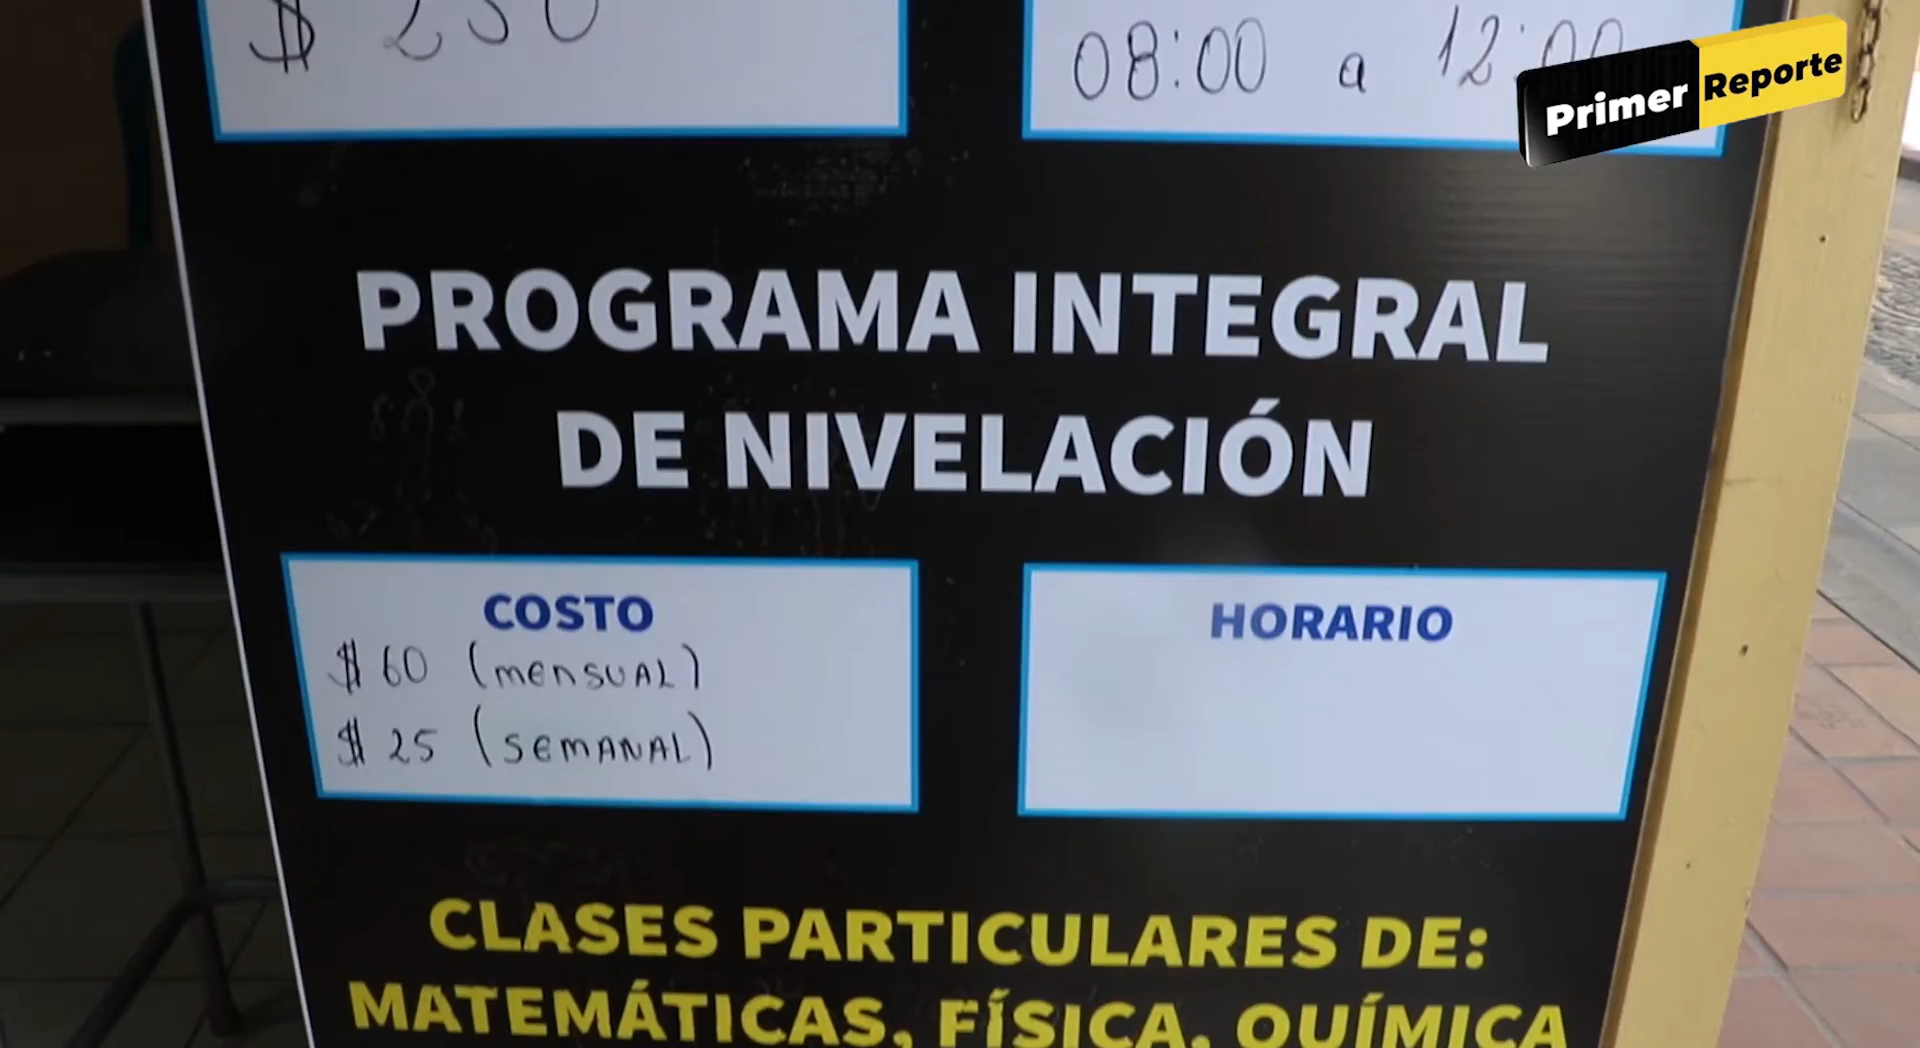 $ 250
08:00 a 12:00
Primer Reporte
PROGRAMA INTEGRAL
DE NIVELACIÓN
COSTO
$ 60 (mensual)
$ 25 (semanal)
HORARIO
CLASES PARTICULARES DE:
MATEMÁTICAS, FÍSICA, QUÍMICA